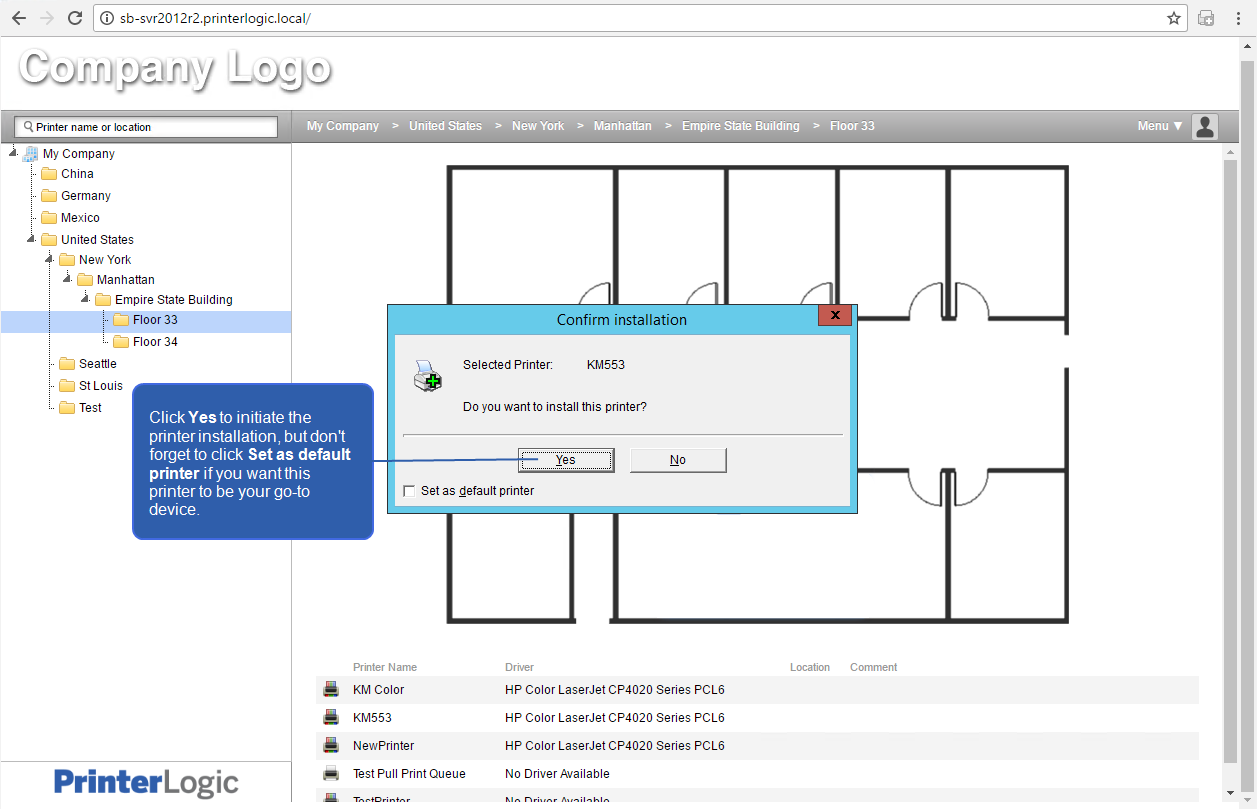 sb-svr2012r2.printerlogic.local/
Company Logo
Printer name or location
My Company > United States > New York > Manhattan > Empire State Building > Floor 33
Menu ▼
My Company
China
Germany
Mexico
United States
New York
Manhattan
Empire State Building
Floor 33
Floor 34
Seattle
St Louis
Test
Click Yes to initiate the
printer installation, but don't
forget to click Set as default
printer if you want this
printer to be your go-to
device.
Confirm installation
x
Selected Printer: KM553
Do you want to install this printer?
Yes No
Set as default printer
Printer Name Driver Location Comment
KM Color HP Color LaserJet CP4020 Series PCL6
KM553 HP Color LaserJet CP4020 Series PCL6
NewPrinter HP Color LaserJet CP4020 Series PCL6
Test Pull Print Queue No Driver Available
TestPrinter No Driver Available
PrinterLogic